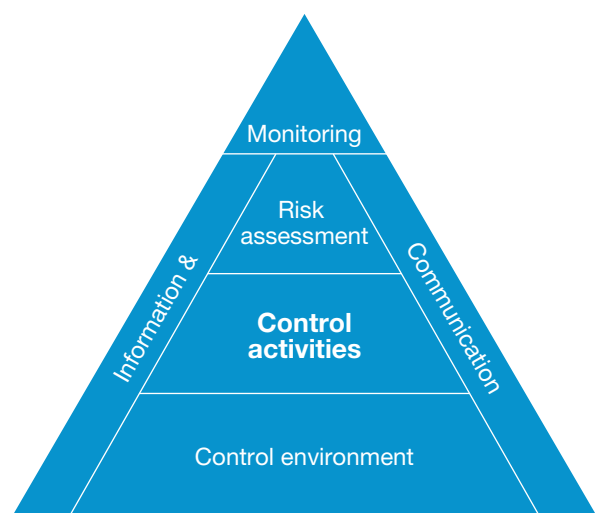 Monitoring
Risk
assessment
Information &
Communication
Control
activities
Control environment